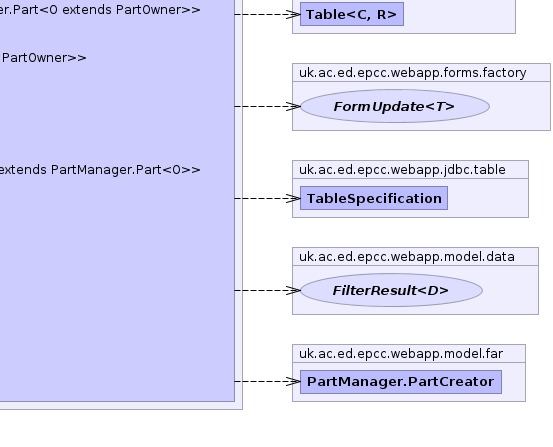 er.Part<O extends PartOwner>>
PartOwner>>
extends PartManager.Part<O>>
Table<C, R>
uk.ac.ed.epcc.webapp.forms.factory
FormUpdate<T>
uk.ac.ed.epcc.webapp.jdbc.table
TableSpecification
uk.ac.ed.epcc.webapp.model.data
FilterResult<D>
uk.ac.ed.epcc.webapp.model.far
PartManager.PartCreator